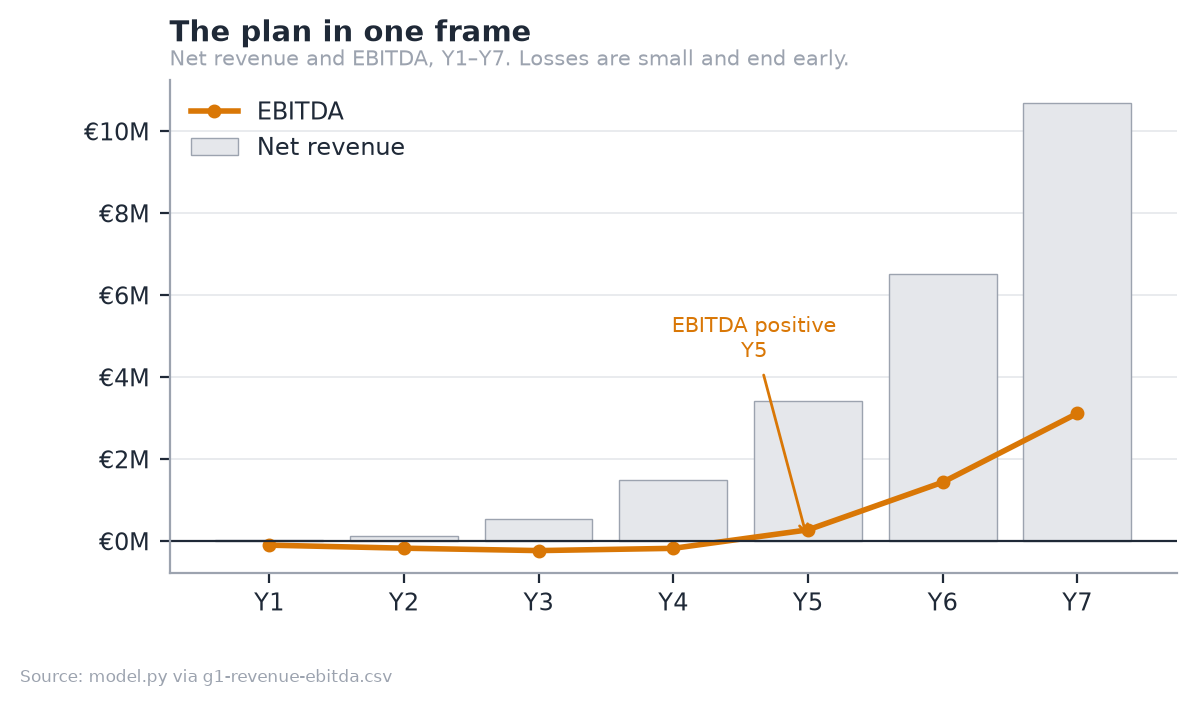 The plan in one frame
Net revenue and EBITDA, Y1–Y7. Losses are small and end early.
EBITDA
Net revenue
€10M
€8M
€6M
€4M
€2M
€0M
EBITDA positive
Y5
Y1 Y2 Y3 Y4 Y5 Y6 Y7
Source: model.py via g1-revenue-ebitda.csv